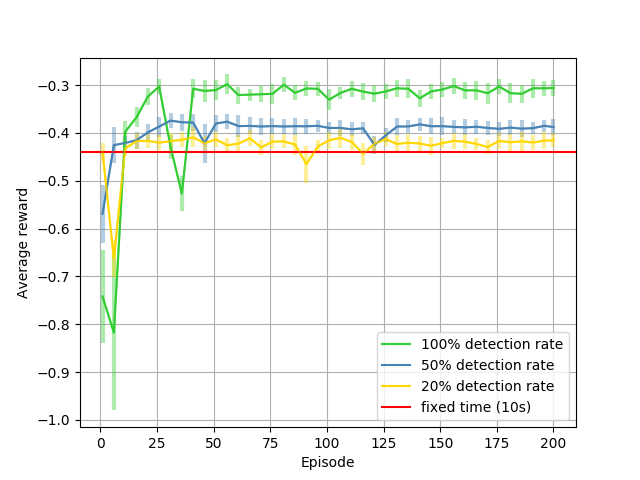 −0.3
−0.4
−0.5
−0.6
−0.7
−0.8
−0.9
−1.0
Average reward
100% detection rate
50% detection rate
20% detection rate
fixed time (10s)
0 25 50 75 100 125 150 175 200
Episode